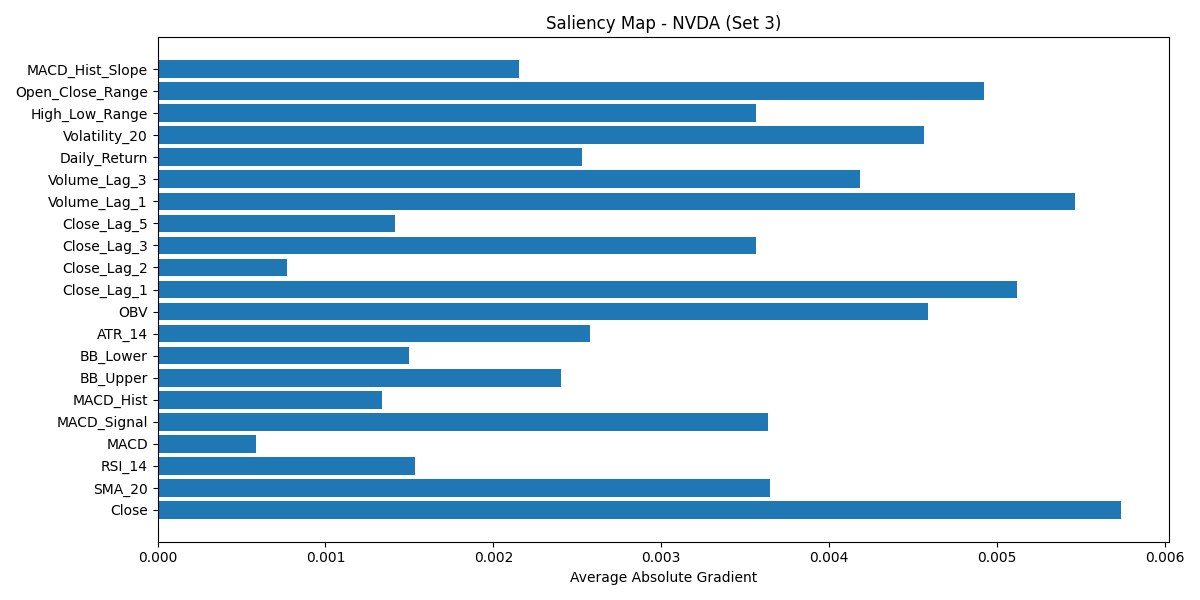 Saliency Map - NVDA (Set 3)
MACD_Hist_Slope
Open_Close_Range
High_Low_Range
Volatility_20
Daily_Return
Volume_Lag_3
Volume_Lag_1
Close_Lag_5
Close_Lag_3
Close_Lag_2
Close_Lag_1
OBV
ATR_14
BB_Lower
BB_Upper
MACD_Hist
MACD_Signal
MACD
RSI_14
SMA_20
Close
0.000 0.001 0.002 0.003 0.004 0.005 0.006
Average Absolute Gradient